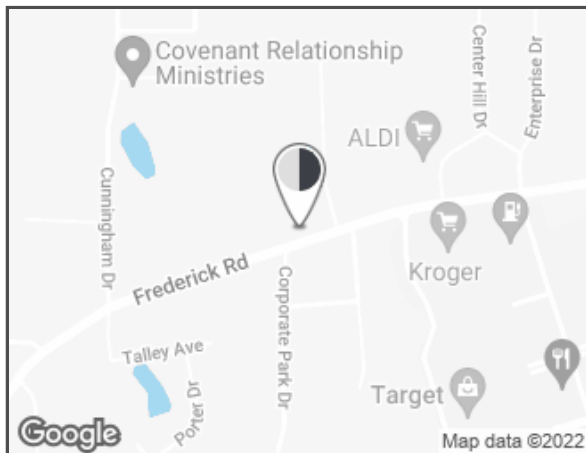 Covenant Relationship
Ministries
Center Hill Dr
Enterprise Dr
ALDI
Cunningham Dr
Frederick Rd
Kroger
Corporate Park Dr
Talley Ave
Porter Dr
Target
Google
Map data ©2022